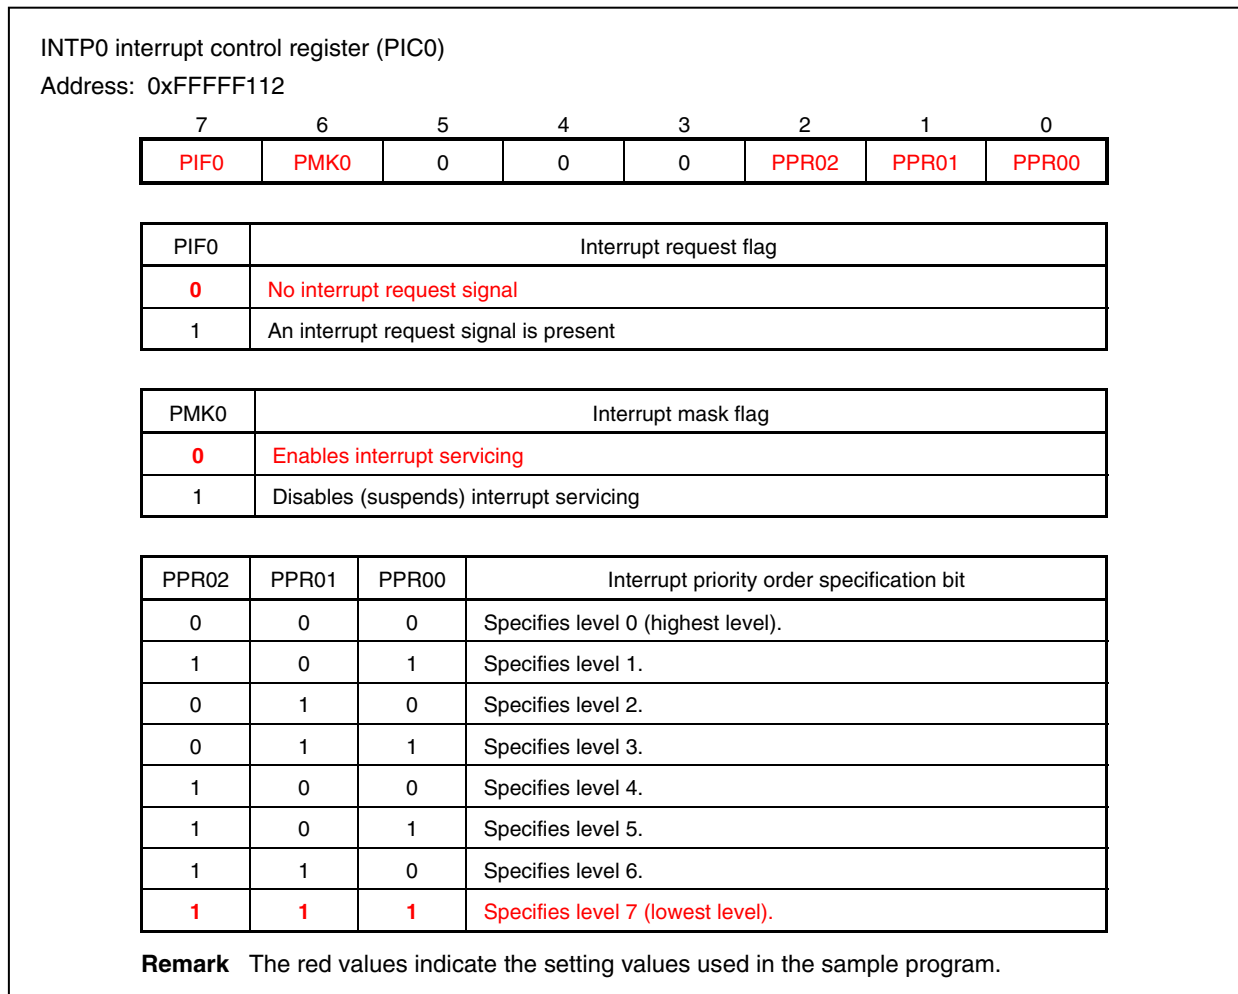 INTP0 interrupt control register (PIC0)
Address: 0xFFFFF112
7 6 5 4 3 2 1 0
PIF0 PMK0 0 0 0 PPR02 PPR01 PPR00
PIF0 Interrupt request flag
0 No interrupt request signal
1 An interrupt request signal is present
PMK0 Interrupt mask flag
0 Enables interrupt servicing
1 Disables (suspends) interrupt servicing
PPR02 PPR01 PPR00 Interrupt priority order specification bit
0 0 0 Specifies level 0 (highest level).
1 0 1 Specifies level 1.
0 1 0 Specifies level 2.
0 1 1 Specifies level 3.
1 0 0 Specifies level 4.
1 0 1 Specifies level 5.
1 1 0 Specifies level 6.
1 1 1 Specifies level 7 (lowest level).
Remark The red values indicate the setting values used in the sample program.